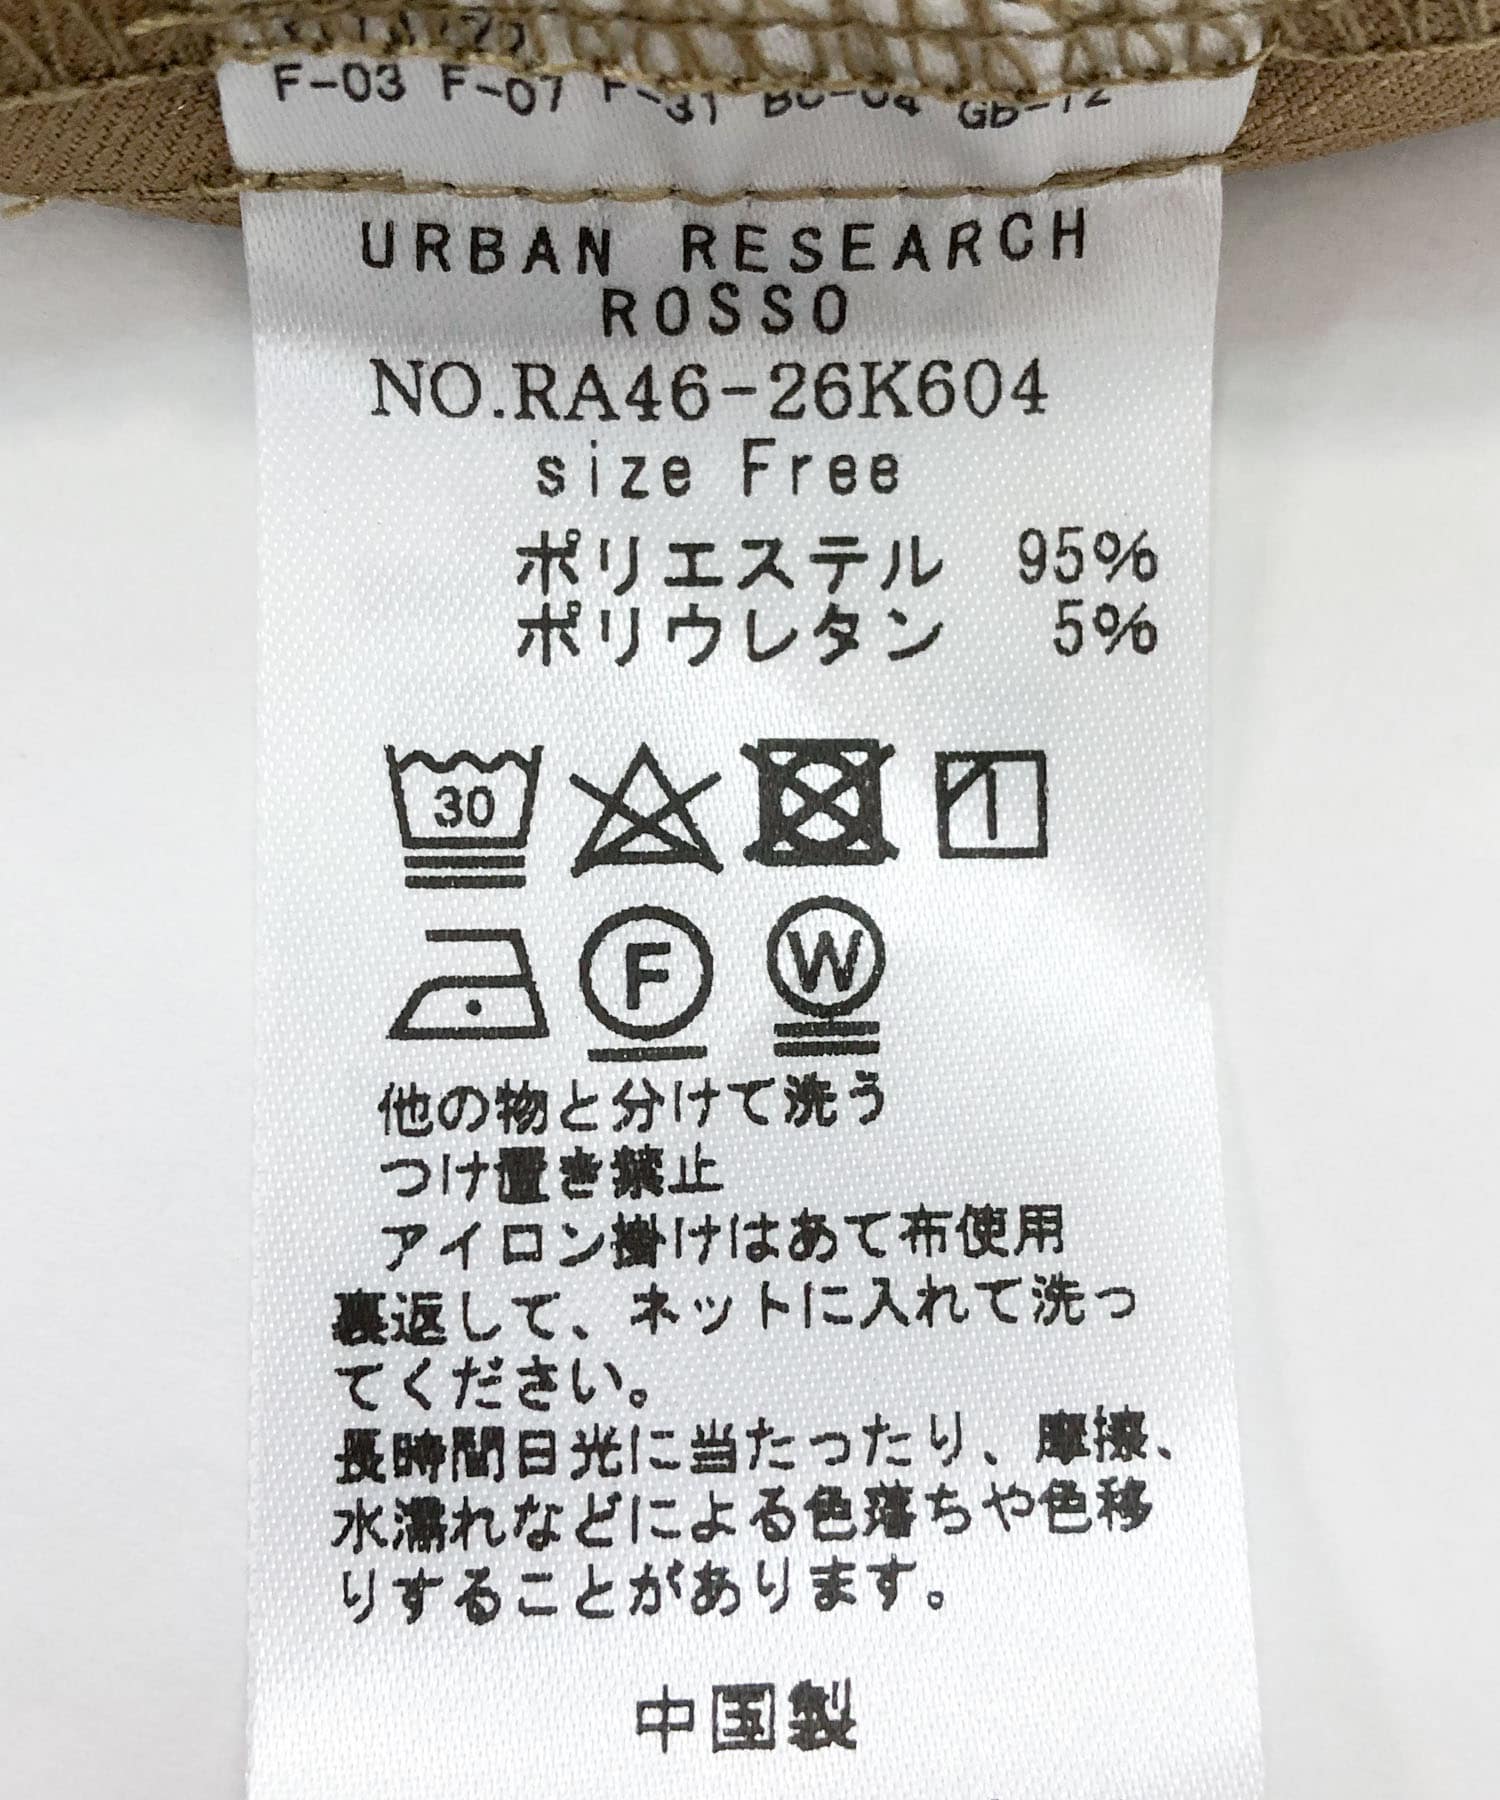 F-03 F-07 F-31
URBAN RESEARCH
ROSSO
NO.RA46-26K604
size Free
ポリエステル 95%
ポリウレタン 5%
30
F W
他の物と分けて洗う
つけ置き禁止
アイロン掛けはあて布使用
裏返して、ネットに入れて洗っ
てください。
長時間日光に当たったり、摩擦、
水濡れなどによる色落ちや色移
りすることがあります。
中国製